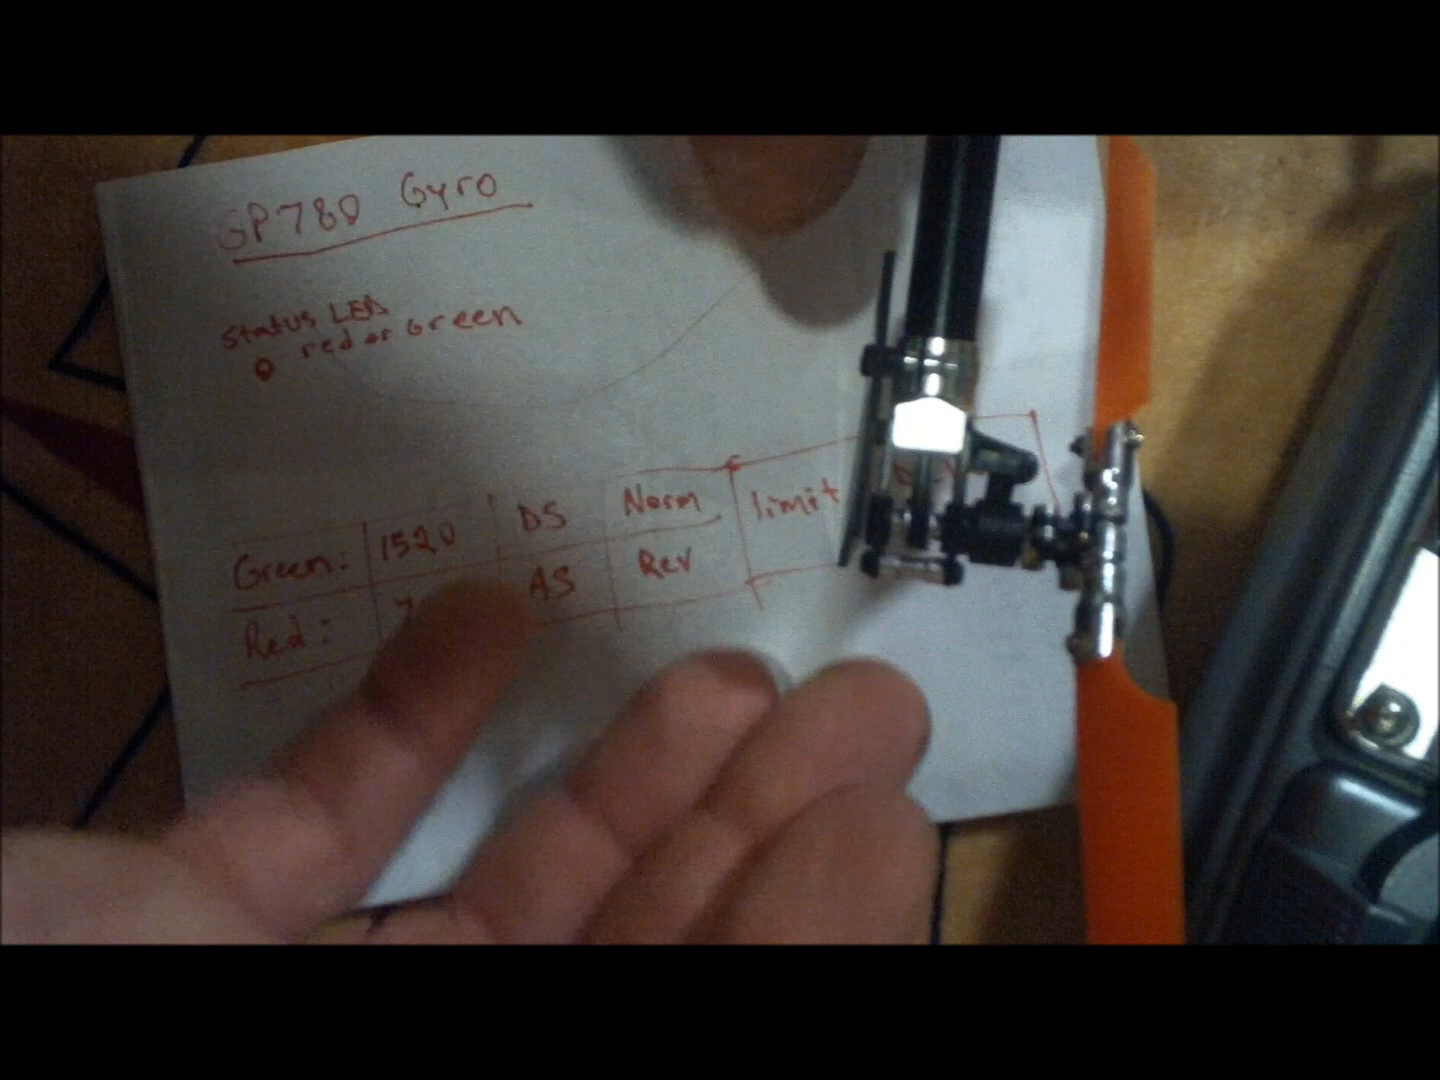 GP780 Gyro
status LED
red or Green
Green: 1520 DS Norm limit
Red: AS Rev